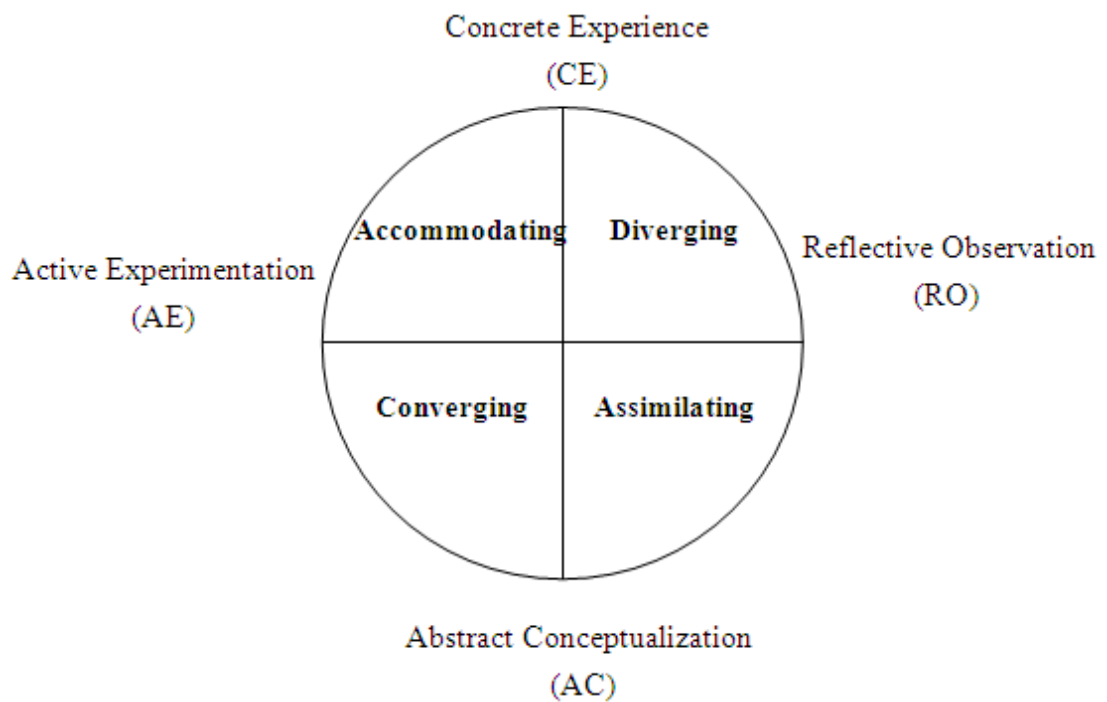 Concrete Experience
(CE)
Accommodating
Diverging
Active Experimentation
(AE)
Reflective Observation
(RO)
Converging
Assimilating
Abstract Conceptualization
(AC)